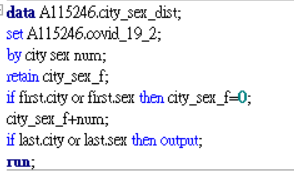 data A115246.city_sex_dist;
set A115246.covid_19_2;
by city sex num;
retain city_sex_f;
if first.city or first.sex then city_sex_f=0;
city_sex_f+num;
if last.city or last.sex then output;
run;